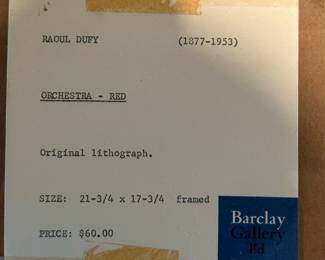 RAOUL DUFY (1877-1953)
ORCHESTRA - RED
Original lithograph.
SIZE: 21-3/4 x 17-3/4 framed
PRICE: $60.00
Barclay
Gallery
ltd